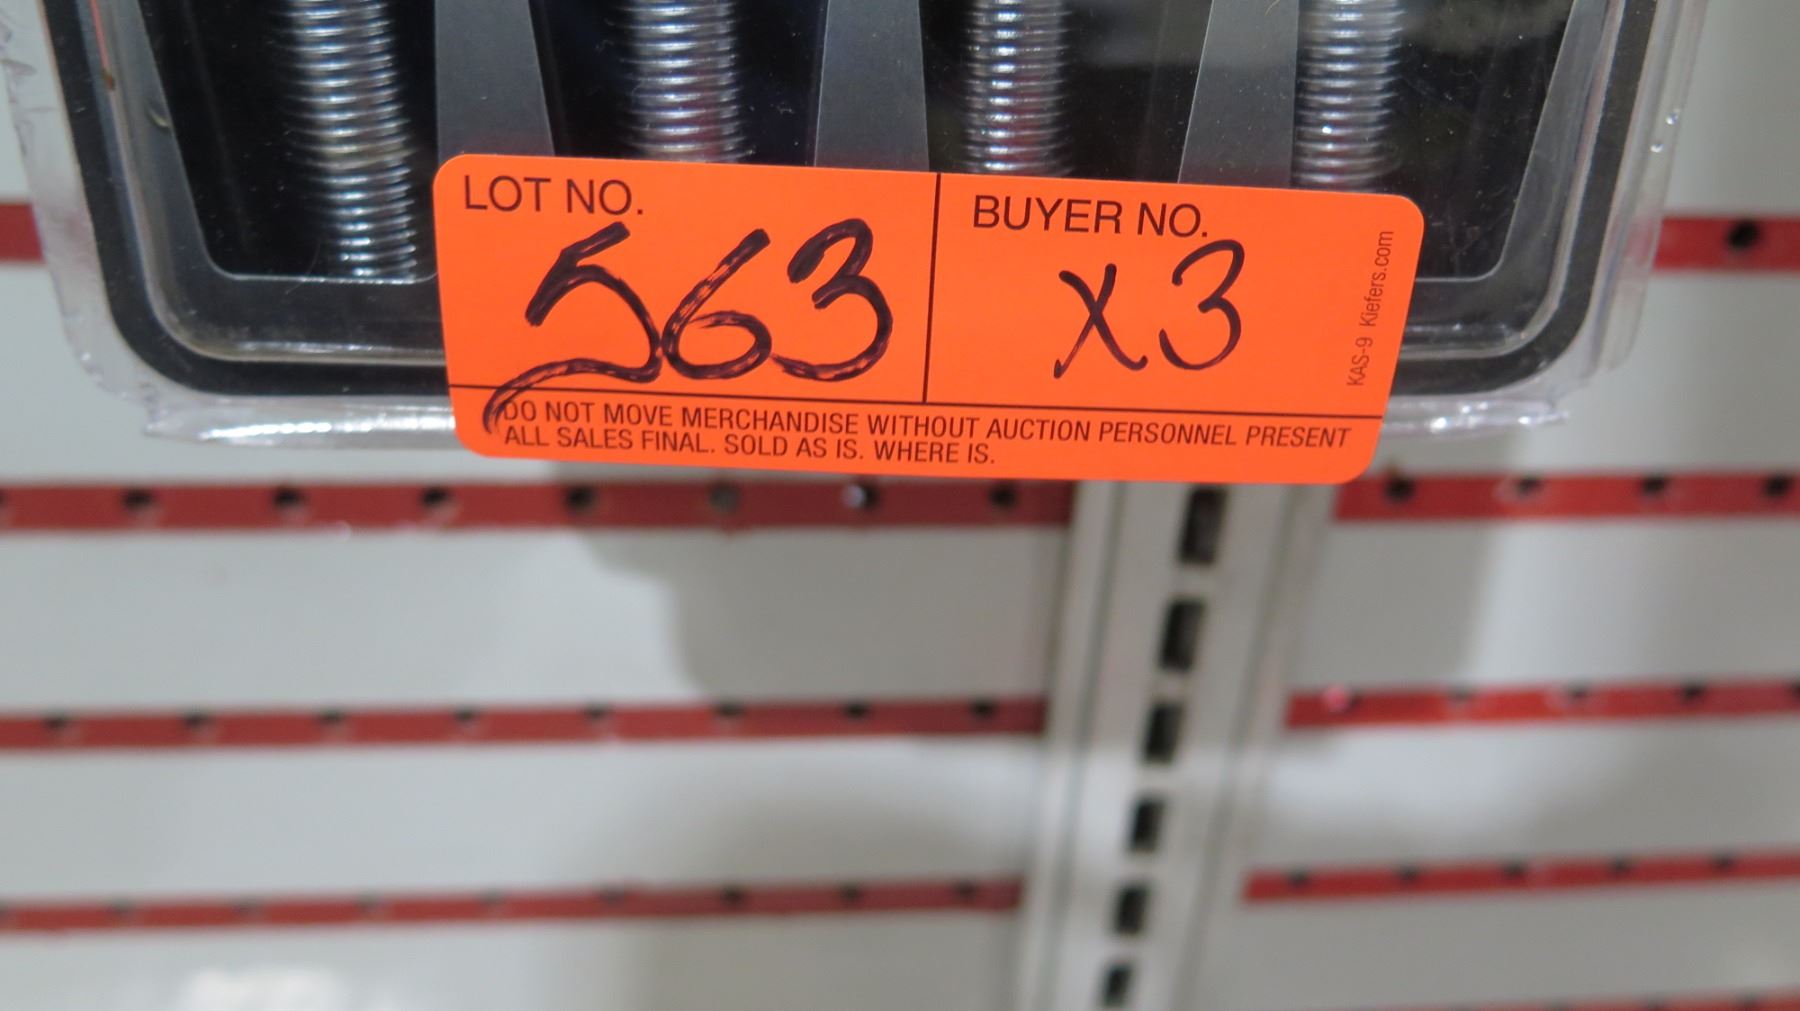 LOT NO.
563
BUYER NO.
X3
KAS-9 Kiefers.com
DO NOT MOVE MERCHANDISE WITHOUT AUCTION PERSONNEL PRESENT
ALL SALES FINAL. SOLD AS IS. WHERE IS.